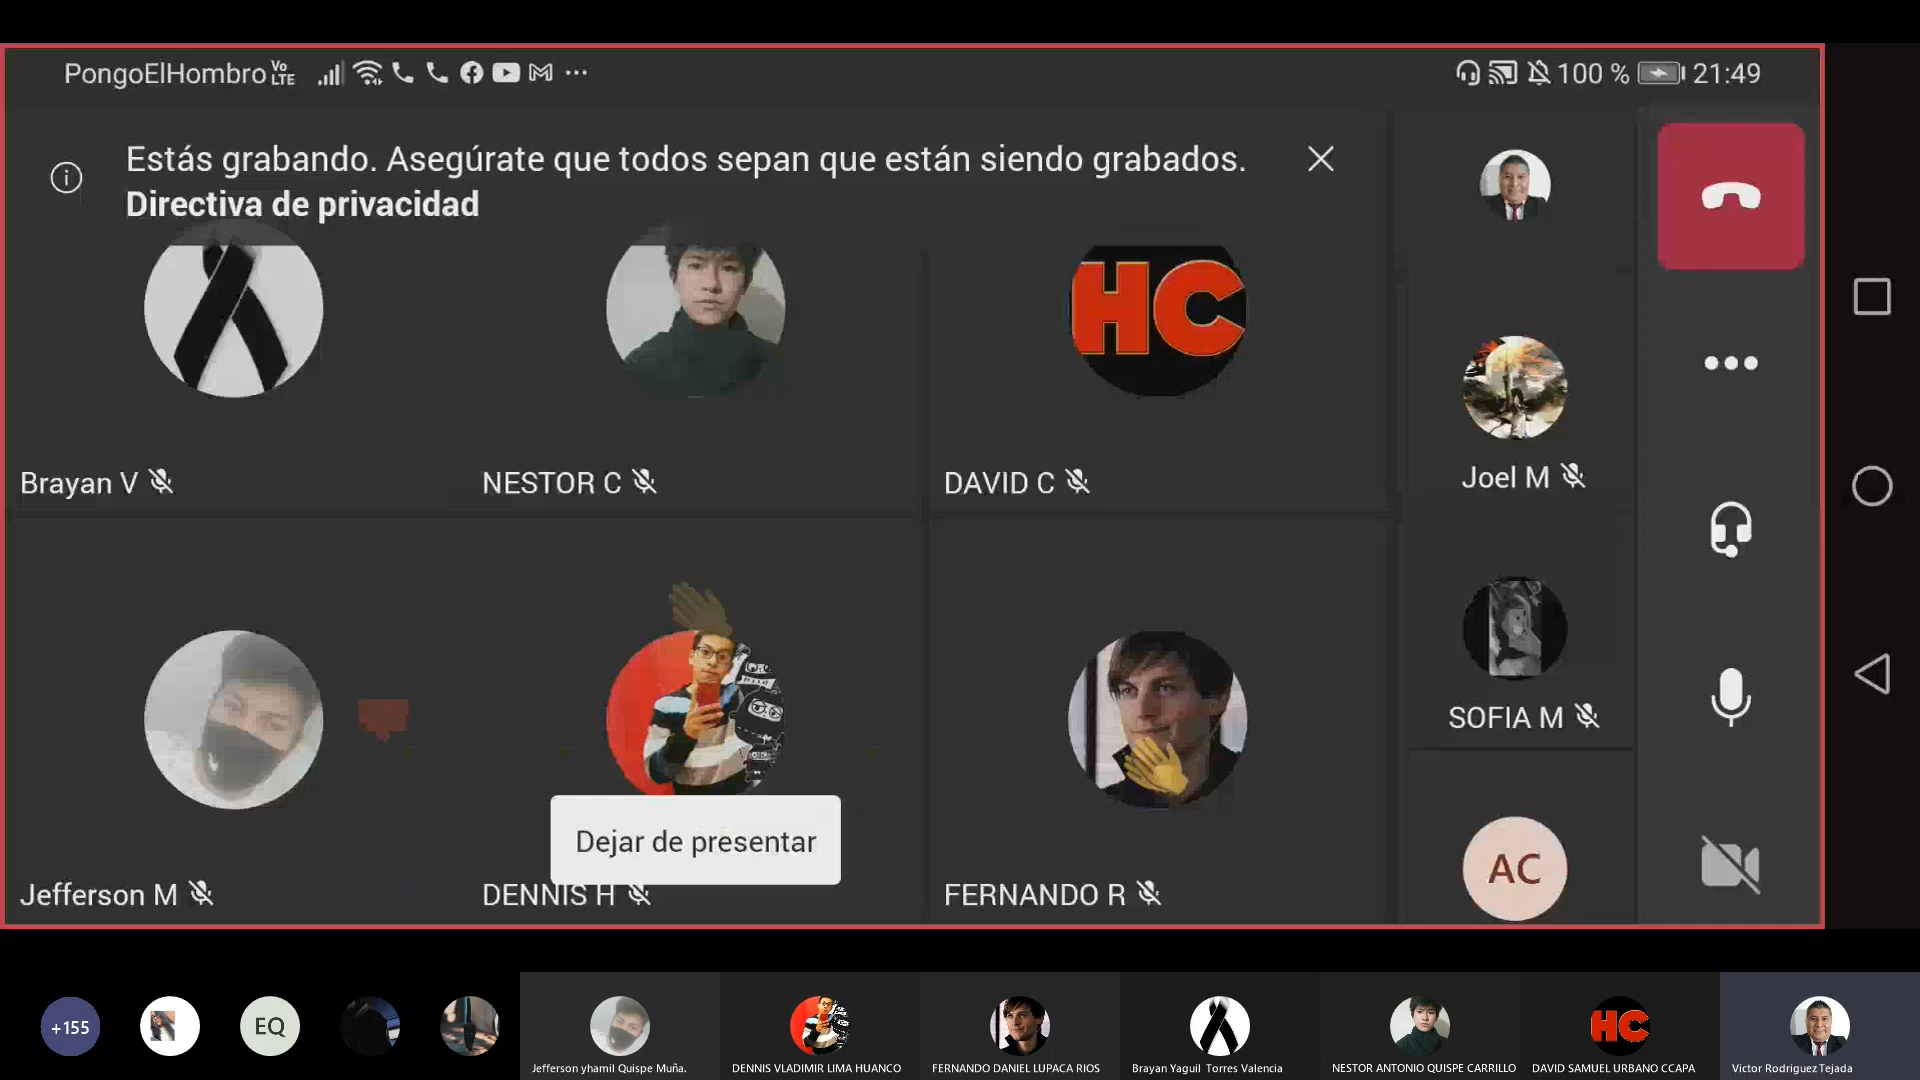 PongoElHombro Vo LTE
100 % 21:49
Estás grabando. Asegúrate que todos sepan que están siendo grabados.
Directiva de privacidad
HC
Brayan V
NESTOR C
DAVID C
Joel M
SOFIA M
Dejar de presentar
AC
Jefferson M
DENNIS H
FERNANDO R
+155
EQ
HC
Jefferson yhamil Quispe Muña.
DENNIS VLADIMIR LIMA HUANCO
FERNANDO DANIEL LUPACA RIOS
Brayan Yaguil Torres Valencia
NESTOR ANTONIO QUISPE CARRILLO
DAVID SAMUEL URBANO CCAPA
Victor Rodriguez Tejada